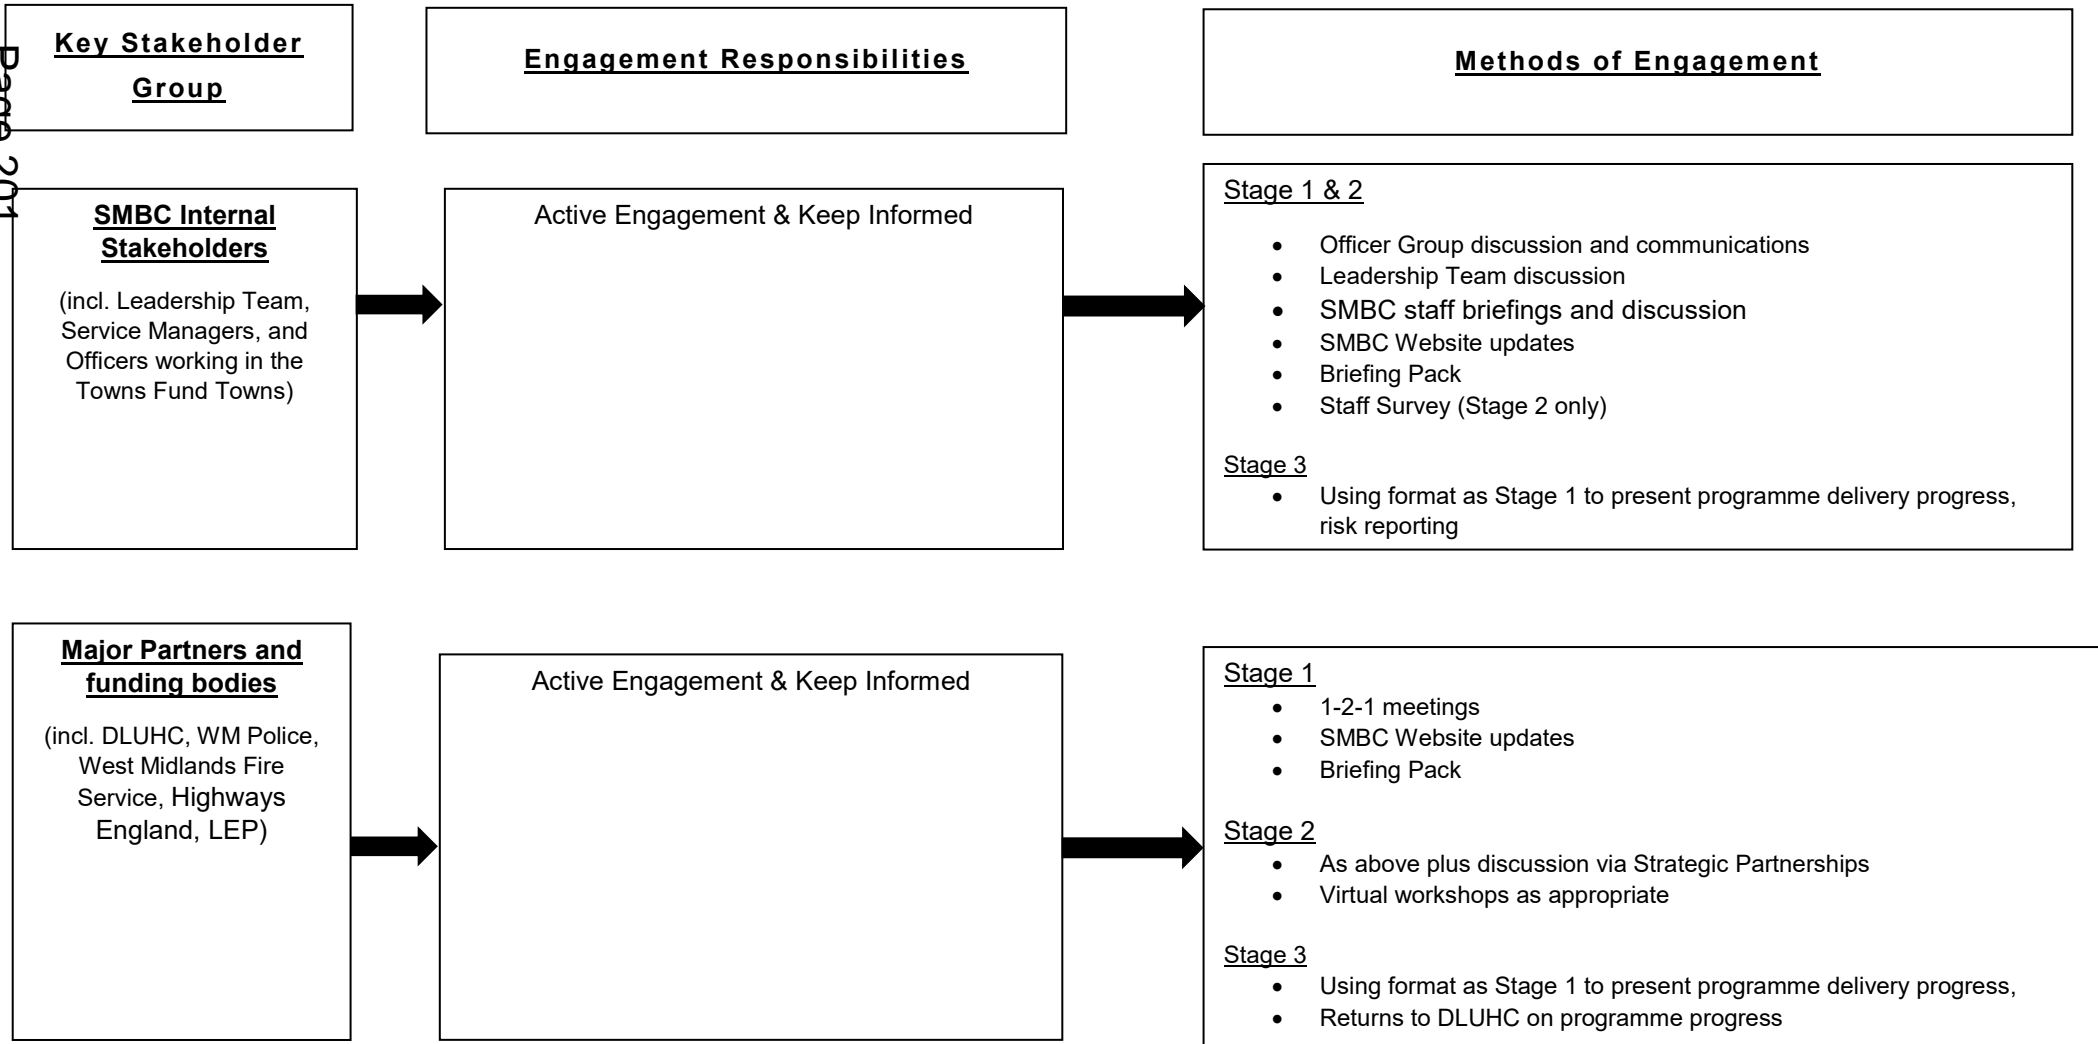 Page 201
Key Stakeholder
Group
Engagement Responsibilities
Methods of Engagement
SMBC Internal
Stakeholders
(incl. Leadership Team,
Service Managers, and
Officers working in the
Towns Fund Towns)
Active Engagement & Keep Informed
Stage 1 & 2
• Officer Group discussion and communications
• Leadership Team discussion
• SMBC staff briefings and discussion
• SMBC Website updates
• Briefing Pack
• Staff Survey (Stage 2 only)
Stage 3
• Using format as Stage 1 to present programme delivery progress,
risk reporting
Major Partners and
funding bodies
(incl. DLUHC, WM Police,
West Midlands Fire
Service, Highways
England, LEP)
Active Engagement & Keep Informed
Stage 1
• 1-2-1 meetings
• SMBC Website updates
• Briefing Pack
Stage 2
• As above plus discussion via Strategic Partnerships
• Virtual workshops as appropriate
Stage 3
• Using format as Stage 1 to present programme delivery progress,
• Returns to DLUHC on programme progress